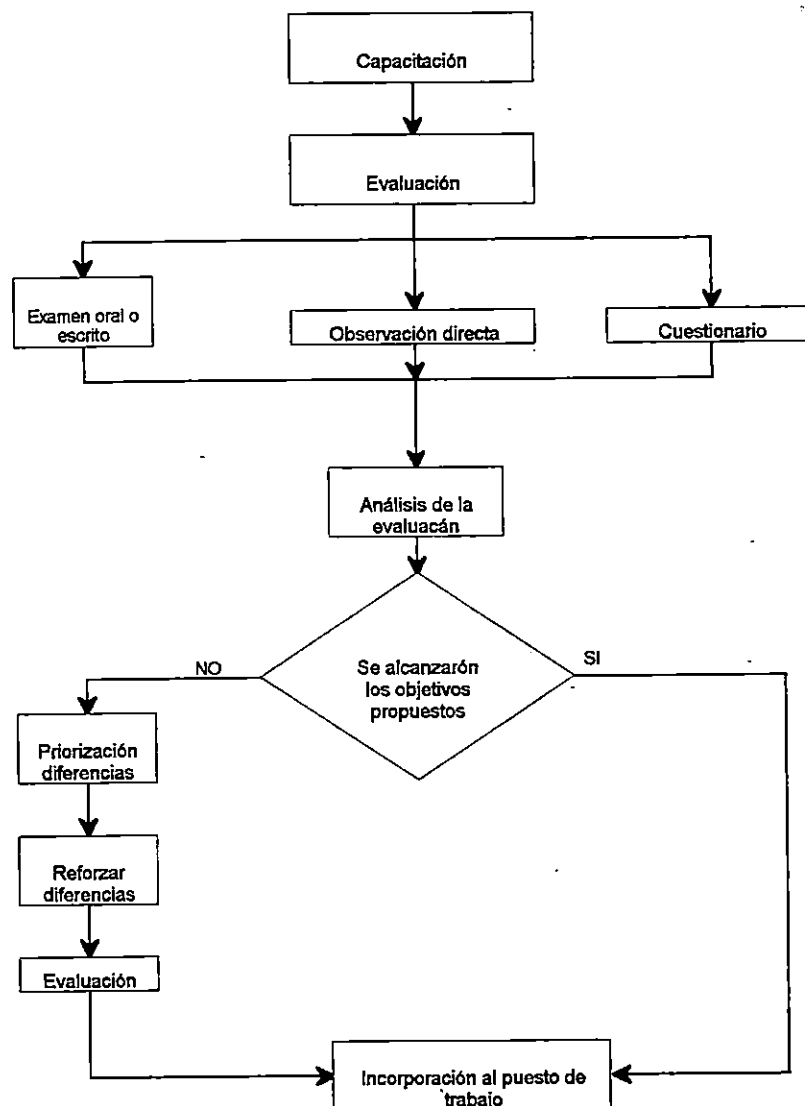 Capacitación
Evaluación
Examen oral o
escrito
Observación directa
Cuestionario
Análisis de la
evaluacán
Se alcanzarón
los objetivos
propuestos
NO
SI
Priorización
diferencias
Reforzar
diferencias
Evaluación
Incorporación al puesto de
trabajo